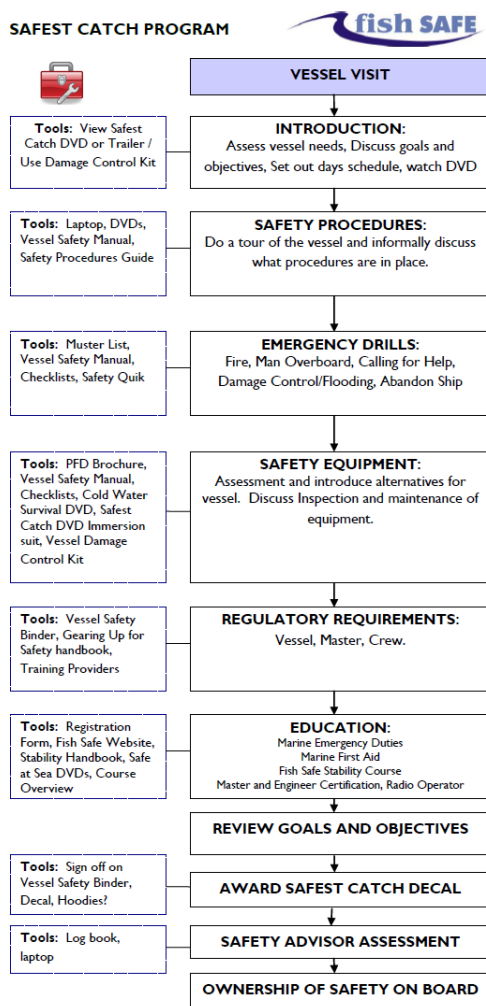 SAFEST CATCH PROGRAM
fish SAFE
VESSEL VISIT
Tools: View Safest
Catch DVD or Trailer /
Use Damage Control Kit
INTRODUCTION:
Assess vessel needs, Discuss goals and
objectives, Set out days schedule, watch DVD
Tools: Laptop, DVDs,
Vessel Safety Manual,
Safety Procedures Guide
SAFETY PROCEDURES:
Do a tour of the vessel and informally discuss
what procedures are in place.
Tools: Muster List,
Vessel Safety Manual,
Checklists, Safety Quik
EMERGENCY DRILLS:
Fire, Man Overboard, Calling for Help,
Damage Control/Flooding, Abandon Ship
Tools: PFD Brochure,
Vessel Safety Manual,
Checklists, Cold Water
Survival DVD, Safest
Catch DVD Immersion
suit, Vessel Damage
Control Kit
SAFETY EQUIPMENT:
Assessment and introduce alternatives for
vessel. Discuss Inspection and maintenance of
equipment.
Tools: Vessel Safety
Binder, Gearing Up for
Safety handbook,
Training Providers
REGULATORY REQUIREMENTS:
Vessel, Master, Crew.
Tools: Registration
Form, Fish Safe Website,
Stability Handbook, Safe
at Sea DVDs, Course
Overview
EDUCATION:
Marine Emergency Duties
Marine First Aid
Fish Safe Stability Course
Master and Engineer Certification, Radio Operator
REVIEW GOALS AND OBJECTIVES
Tools: Sign off on
Vessel Safety Binder,
Decal, Hoodies?
AWARD SAFEST CATCH DECAL
Tools: Log book,
laptop
SAFETY ADVISOR ASSESSMENT
OWNERSHIP OF SAFETY ON BOARD